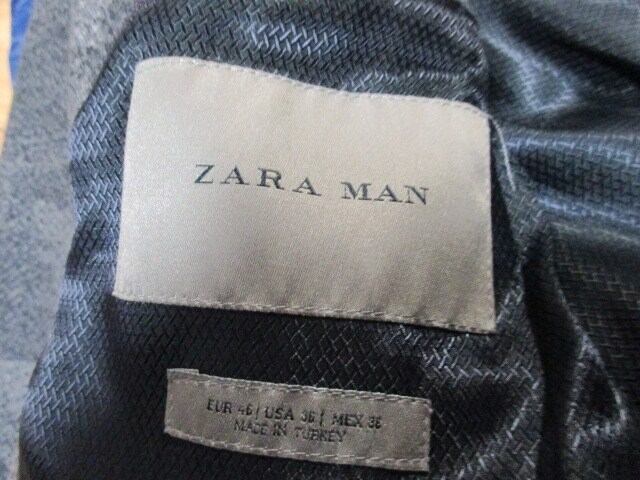 ZARA MAN
EUR 46 | USA 36 | MEX 36
MADE IN TURKEY